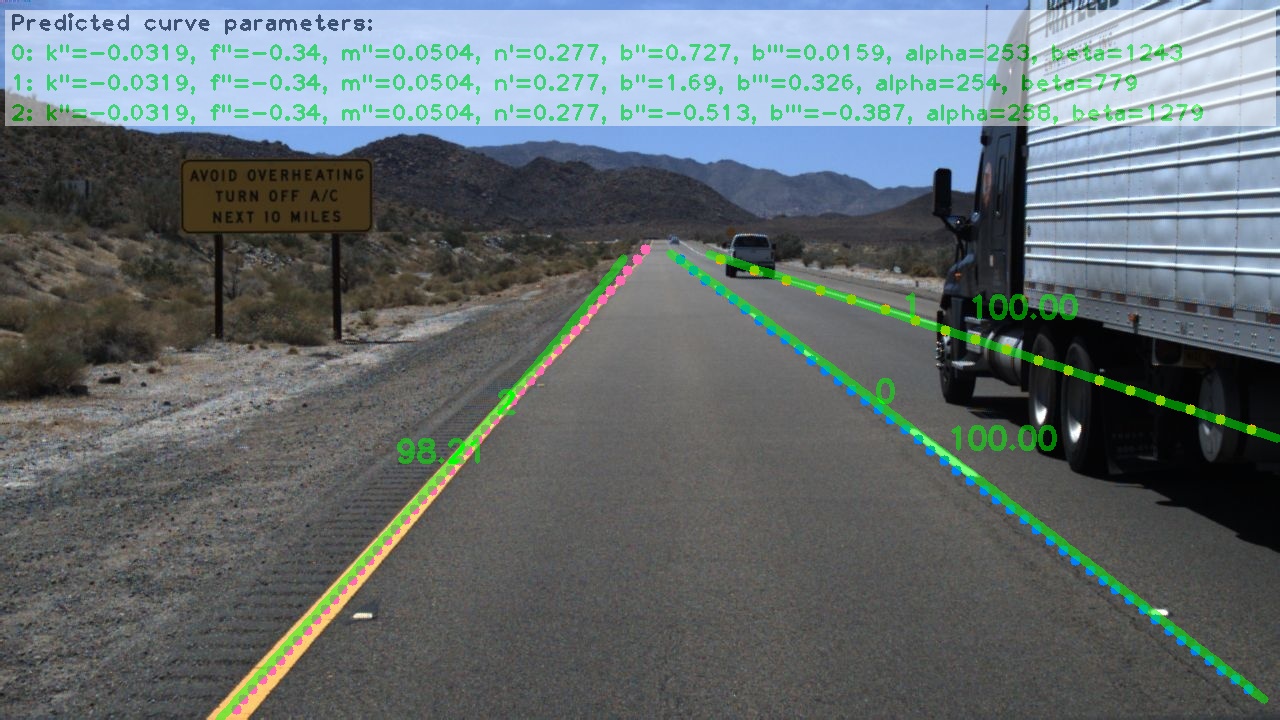 Predicted curve parameters:
0: k''=-0.0319, f''=-0.34, m''=0.0504, n'=0.277, b''=0.727, b'''=0.0159, alpha=253, beta=1243
1: k''=-0.0319, f''=-0.34, m''=0.0504, n'=0.277, b''=1.69, b'''=0.326, alpha=254, beta=779
2: k''=-0.0319, f''=-0.34, m''=0.0504, n'=0.277, b''=-0.513, b'''=-0.387, alpha=258, beta=1279
AVOID OVERHEATING
TURN OFF A/C
NEXT 10 MILES
1 100.00
2
0
98.21
100.00